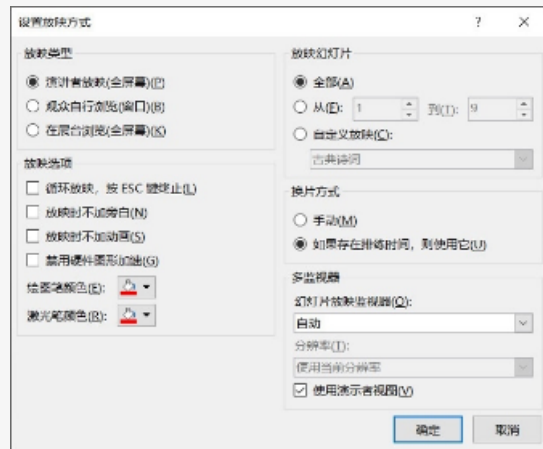 设置放映方式 ? ×
放映类型
演讲者放映(全屏幕)(P)
观众自行浏览(窗口)(B)
在展台浏览(全屏幕)(K)
放映选项
循环放映，按 ESC 键终止(L)
放映时不加旁白(N)
放映时不加动画(S)
禁用硬件图形加速(G)
绘图笔颜色(E):
激光笔颜色(R):
放映幻灯片
全部(A)
从(F): 1 到(T): 9
自定义放映(C):
古典诗词
换片方式
手动(M)
如果存在排练时间，则使用它(U)
多监视器
幻灯片放映监视器(O):
自动
分辨率(T):
使用当前分辨率
使用演示者视图(V)
确定 取消